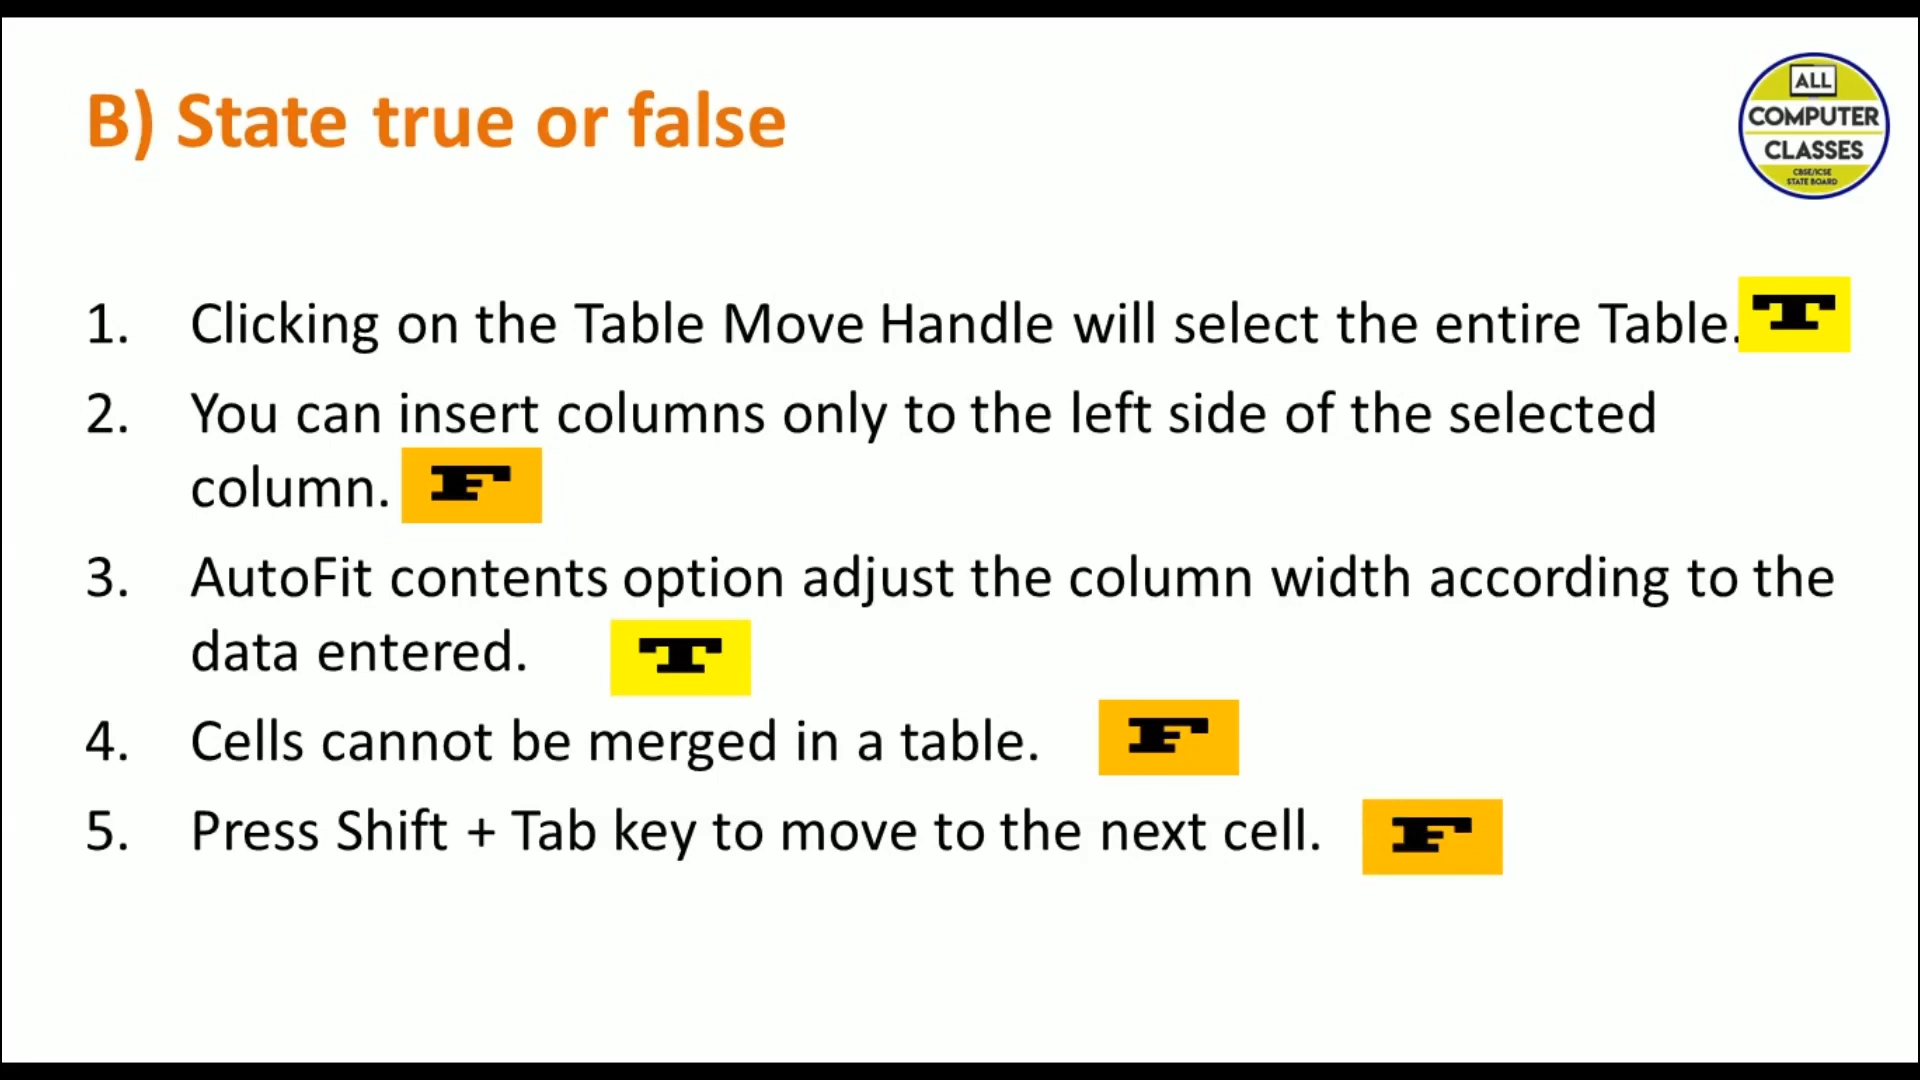 B) State true or false
ALL
COMPUTER
CLASSES
CBSE/ICSE
STATE BOARD
1. Clicking on the Table Move Handle will select the entire Table. T
2. You can insert columns only to the left side of the selected
column. F
3. AutoFit contents option adjust the column width according to the
data entered. T
4. Cells cannot be merged in a table. F
5. Press Shift + Tab key to move to the next cell. F